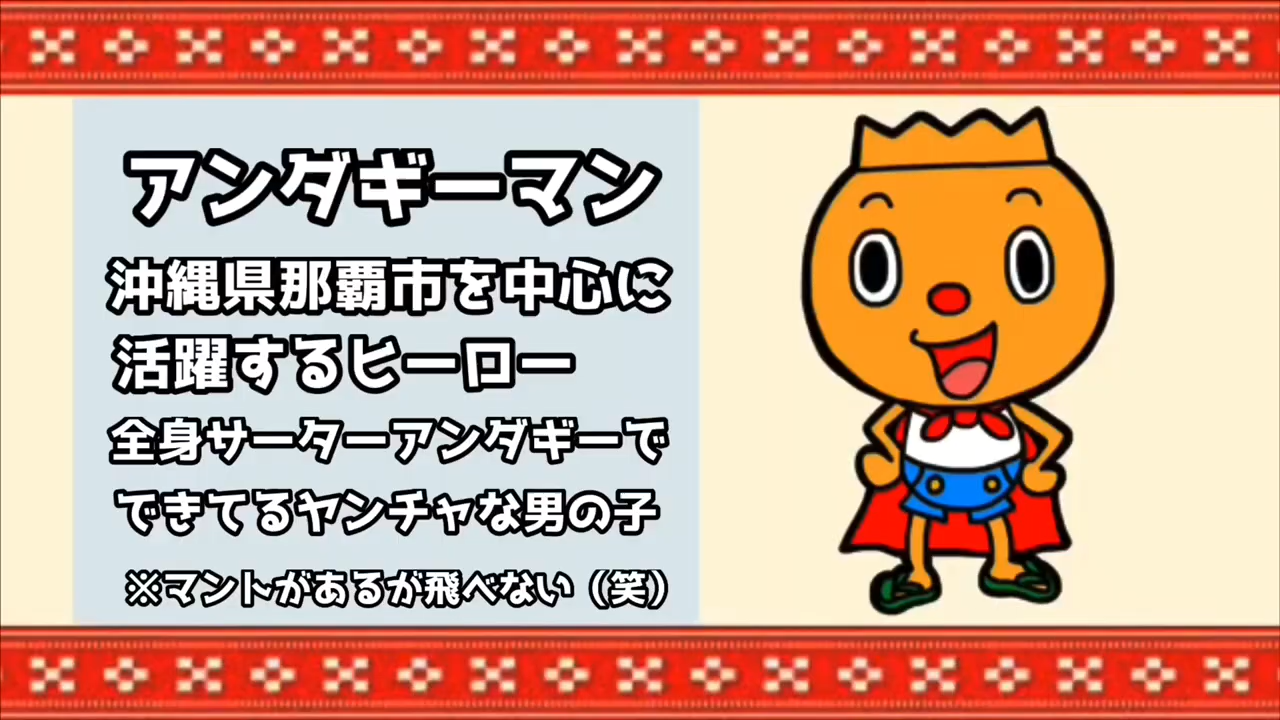 アンダギーマン
沖縄県那覇市を中心に
活躍するヒーロー
全身サーターアンダギーで
できてるヤンチャな男の子
※マントがあるが飛べない（笑）